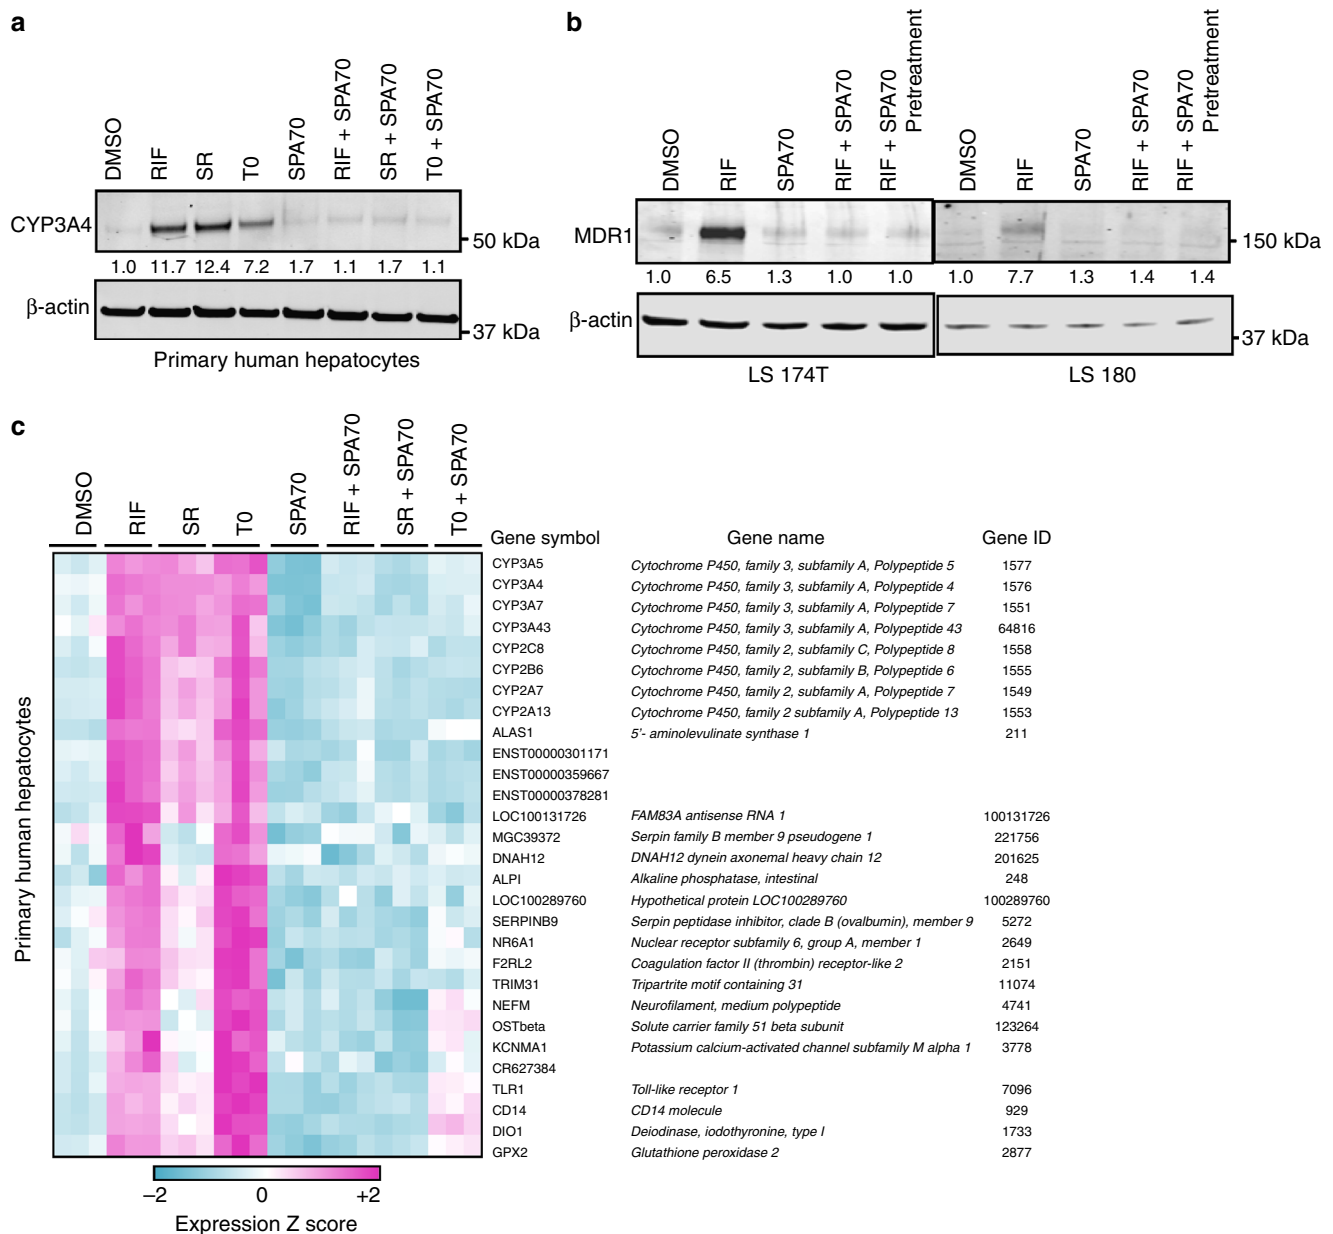 a
DMSO
RIF
SR
T0
SPA70
RIF + SPA70
SR + SPA70
T0 + SPA70
CYP3A4
50 kDa
1.0 11.7 12.4 7.2 1.7 1.1 1.7 1.1
β-actin
37 kDa
Primary human hepatocytes
b
DMSO
RIF
SPA70
RIF + SPA70
RIF + SPA70
Pretreatment
DMSO
RIF
SPA70
RIF + SPA70
RIF + SPA70
Pretreatment
MDR1
150 kDa
1.0 6.5 1.3 1.0 1.0 1.0 7.7 1.3 1.4 1.4
β-actin
37 kDa
LS 174T
LS 180
c
DMSO
RIF
SR
T0
SPA70
RIF + SPA70
SR + SPA70
T0 + SPA70
Primary human hepatocytes
Gene symbol Gene name Gene ID
CYP3A5 Cytochrome P450, family 3, subfamily A, Polypeptide 5 1577
CYP3A4 Cytochrome P450, family 3, subfamily A, Polypeptide 4 1576
CYP3A7 Cytochrome P450, family 3, subfamily A, Polypeptide 7 1551
CYP3A43 Cytochrome P450, family 3, subfamily A, Polypeptide 43 64816
CYP2C8 Cytochrome P450, family 2, subfamily C, Polypeptide 8 1558
CYP2B6 Cytochrome P450, family 2, subfamily B, Polypeptide 6 1555
CYP2A7 Cytochrome P450, family 2, subfamily A, Polypeptide 7 1549
CYP2A13 Cytochrome P450, family 2 subfamily A, Polypeptide 13 1553
ALAS1 5'- aminolevulinate synthase 1 211
ENST00000301171
ENST00000359667
ENST00000378281
LOC100131726 FAM83A antisense RNA 1 100131726
MGC39372 Serpin family B member 9 pseudogene 1 221756
DNAH12 DNAH12 dynein axonemal heavy chain 12 201625
ALPI Alkaline phosphatase, intestinal 248
LOC100289760 Hypothetical protein LOC100289760 100289760
SERPINB9 Serpin peptidase inhibitor, clade B (ovalbumin), member 9 5272
NR6A1 Nuclear receptor subfamily 6, group A, member 1 2649
F2RL2 Coagulation factor II (thrombin) receptor-like 2 2151
TRIM31 Tripartite motif containing 31 11074
NEFM Neurofilament, medium polypeptide 4741
OSTbeta Solute carrier family 51 beta subunit 123264
KCNMA1 Potassium calcium-activated channel subfamily M alpha 1 3778
CR627384
TLR1 Toll-like receptor 1 7096
CD14 CD14 molecule 929
DIO1 Deiodinase, iodothyronine, type I 1733
GPX2 Glutathione peroxidase 2 2877
–2 0 +2
Expression Z score